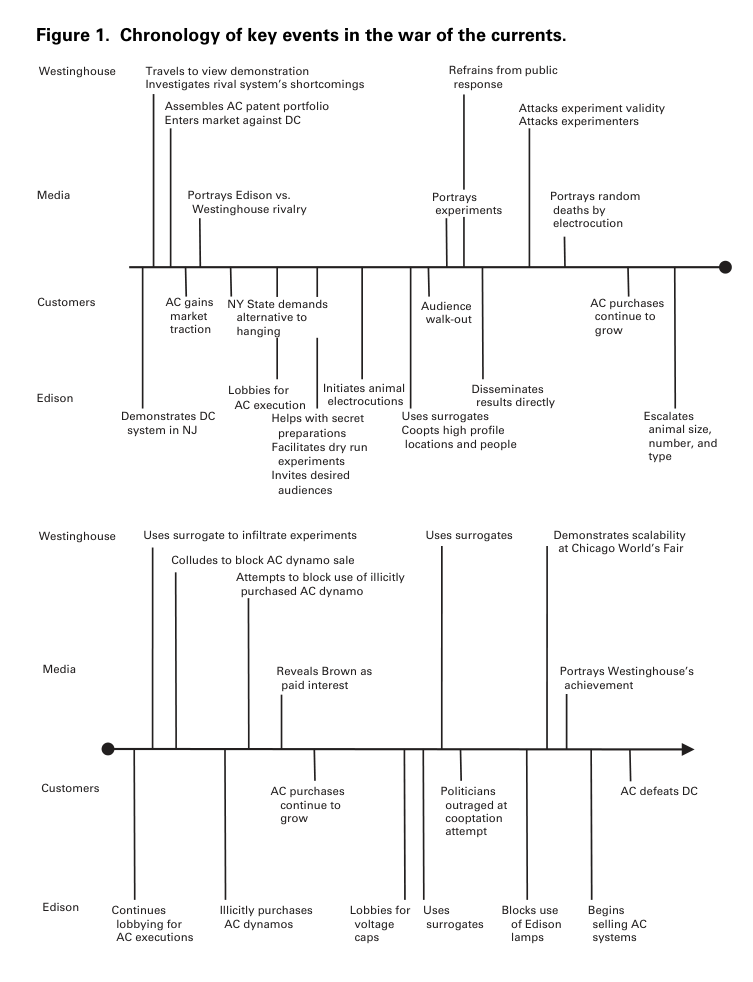 Figure 1. Chronology of key events in the war of the currents.
Westinghouse
Travels to view demonstration
Investigates rival system's shortcomings
Refrains from public
response
Assembles AC patent portfolio
Enters market against DC
Attacks experiment validity
Attacks experimenters
Media
Portrays Edison vs.
Westinghouse rivalry
Portrays
experiments
Portrays random
deaths by
electrocution
Customers
AC gains
market
traction
NY State demands
alternative to
hanging
Audience
walk-out
AC purchases
continue to
grow
Edison
Demonstrates DC
system in NJ
Lobbies for
AC execution
Helps with secret
preparations
Facilitates dry run
experiments
Invites desired
audiences
Initiates animal
electrocutions
Uses surrogates
Coopts high profile
locations and people
Disseminates
results directly
Escalates
animal size,
number, and
type
Westinghouse
Uses surrogate to infiltrate experiments
Colludes to block AC dynamo sale
Attempts to block use of illicitly
purchased AC dynamo
Uses surrogates
Demonstrates scalability
at Chicago World's Fair
Media
Reveals Brown as
paid interest
Portrays Westinghouse's
achievement
Customers
AC purchases
continue to
grow
Politicians
outraged at
cooptation
attempt
AC defeats DC
Edison
Continues
lobbying for
AC executions
Illicitly purchases
AC dynamos
Lobbies for
voltage
caps
Uses
surrogates
Blocks use
of Edison
lamps
Begins
selling AC
systems